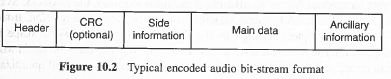 Header
CRC
(optional)
Side
information
Main data
Ancillary
information
Figure 10.2 Typical encoded audio bit-stream format